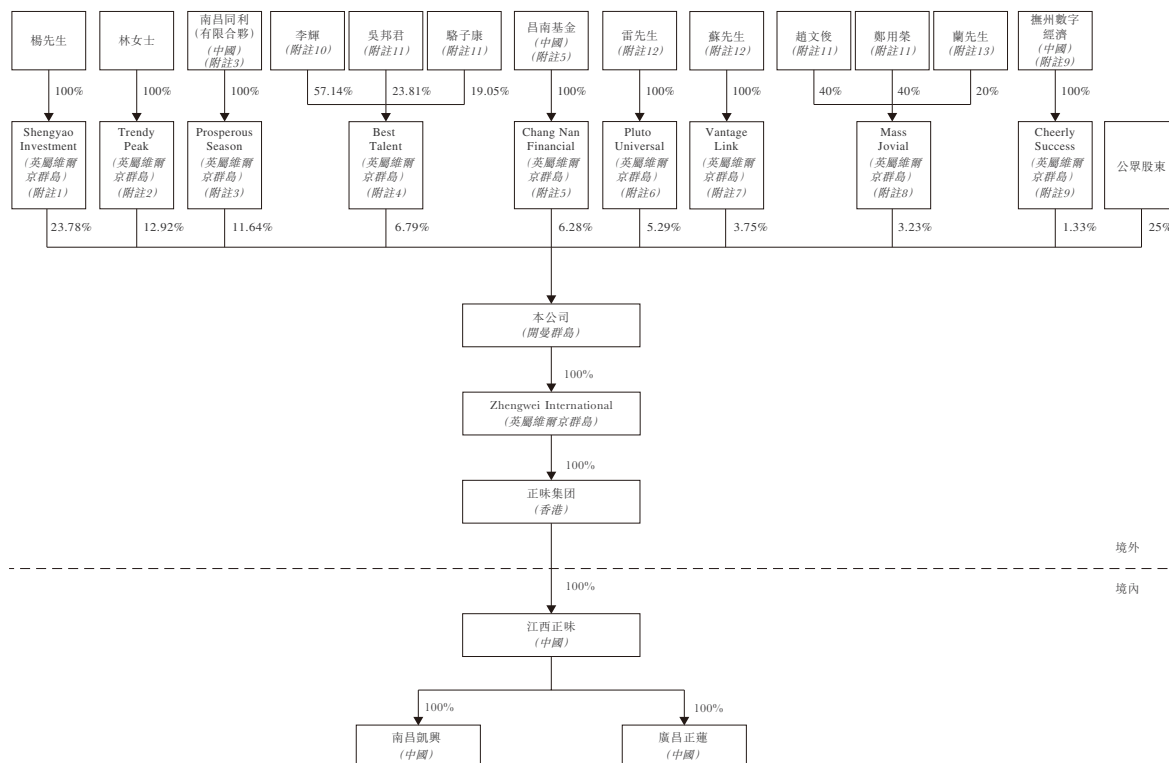 楊先生
林女士
南昌同利
(有限合夥)
(中國)
(附註3)
李輝
(附註10)
吳邦君
(附註11)
駱子康
(附註11)
昌南基金
(中國)
(附註5)
雷先生
(附註12)
蘇先生
(附註12)
趙文俊
(附註11)
鄭用榮
(附註11)
蘭先生
(附註13)
撫州數字
經濟
(中國)
(附註9)
100%
100%
100%
57.14%
23.81%
19.05%
100%
100%
100%
40%
40%
20%
100%
Shengyao
Investment
(英屬維爾
京群島)
(附註1)
Trendy
Peak
(英屬維爾
京群島)
(附註2)
Prosperous
Season
(英屬維爾
京群島)
(附註3)
Best
Talent
(英屬維爾
京群島)
(附註4)
Chang Nan
Financial
(英屬維爾
京群島)
(附註5)
Pluto
Universal
(英屬維爾
京群島)
(附註6)
Vantage
Link
(英屬維爾
京群島)
(附註7)
Mass
Jovial
(英屬維爾
京群島)
(附註8)
Cheerly
Success
(英屬維爾
京群島)
(附註9)
公眾股東
23.78%
12.92%
11.64%
6.79%
6.28%
5.29%
3.75%
3.23%
1.33%
25%
本公司
(開曼群島)
100%
Zhengwei International
(英屬維爾京群島)
100%
正味集团
(香港)
境外
100%
境內
江西正味
(中國)
100%
100%
南昌凱興
(中國)
廣昌正蓮
(中國)